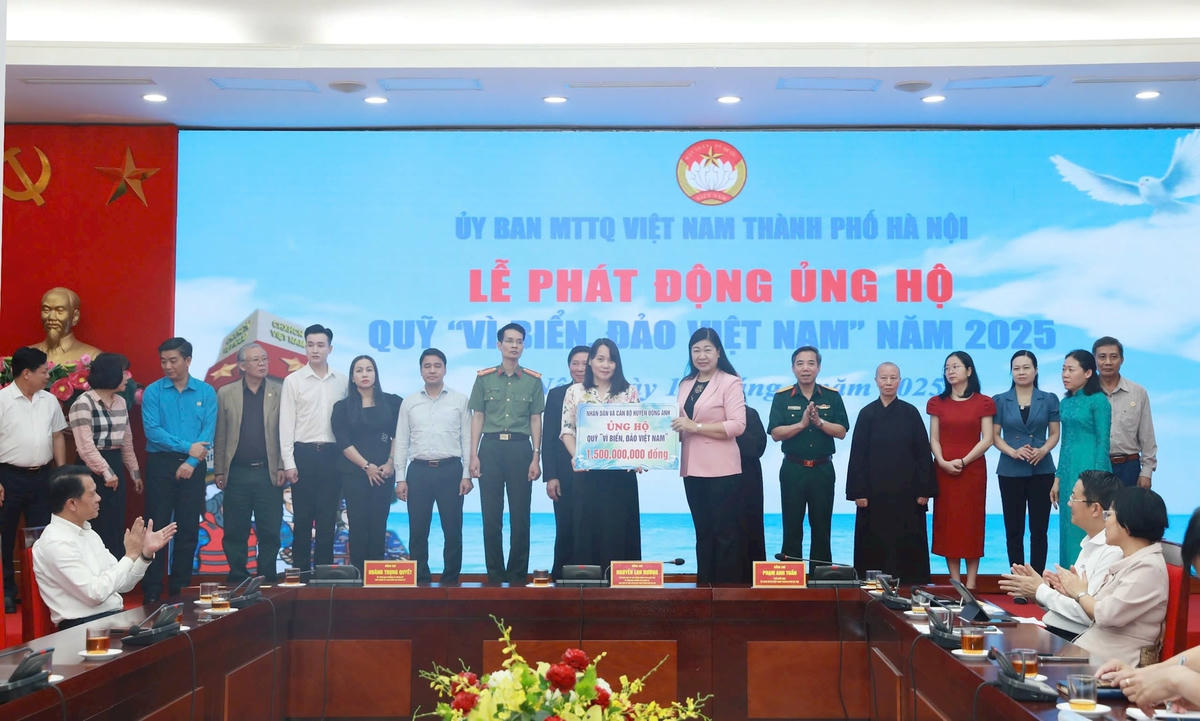 ỦY BAN MTTQ VIỆT NAM THÀNH PHỐ HÀ NỘI
LỄ PHÁT ĐỘNG ỦNG HỘ
QUỸ "VÌ BIỂN, ĐẢO VIỆT NAM" NĂM 2025
NHÂN DÂN VÀ CÁN BỘ HUYỆN ĐÔNG ANH
ỦNG HỘ
QUỸ "VÌ BIỂN, ĐẢO VIỆT NAM"
1,500,000,000 đồng
HOÀNG TRUNG QUYẾT
NGUYỄN LAN HƯƠNG
PHẠM ANH TUẤN